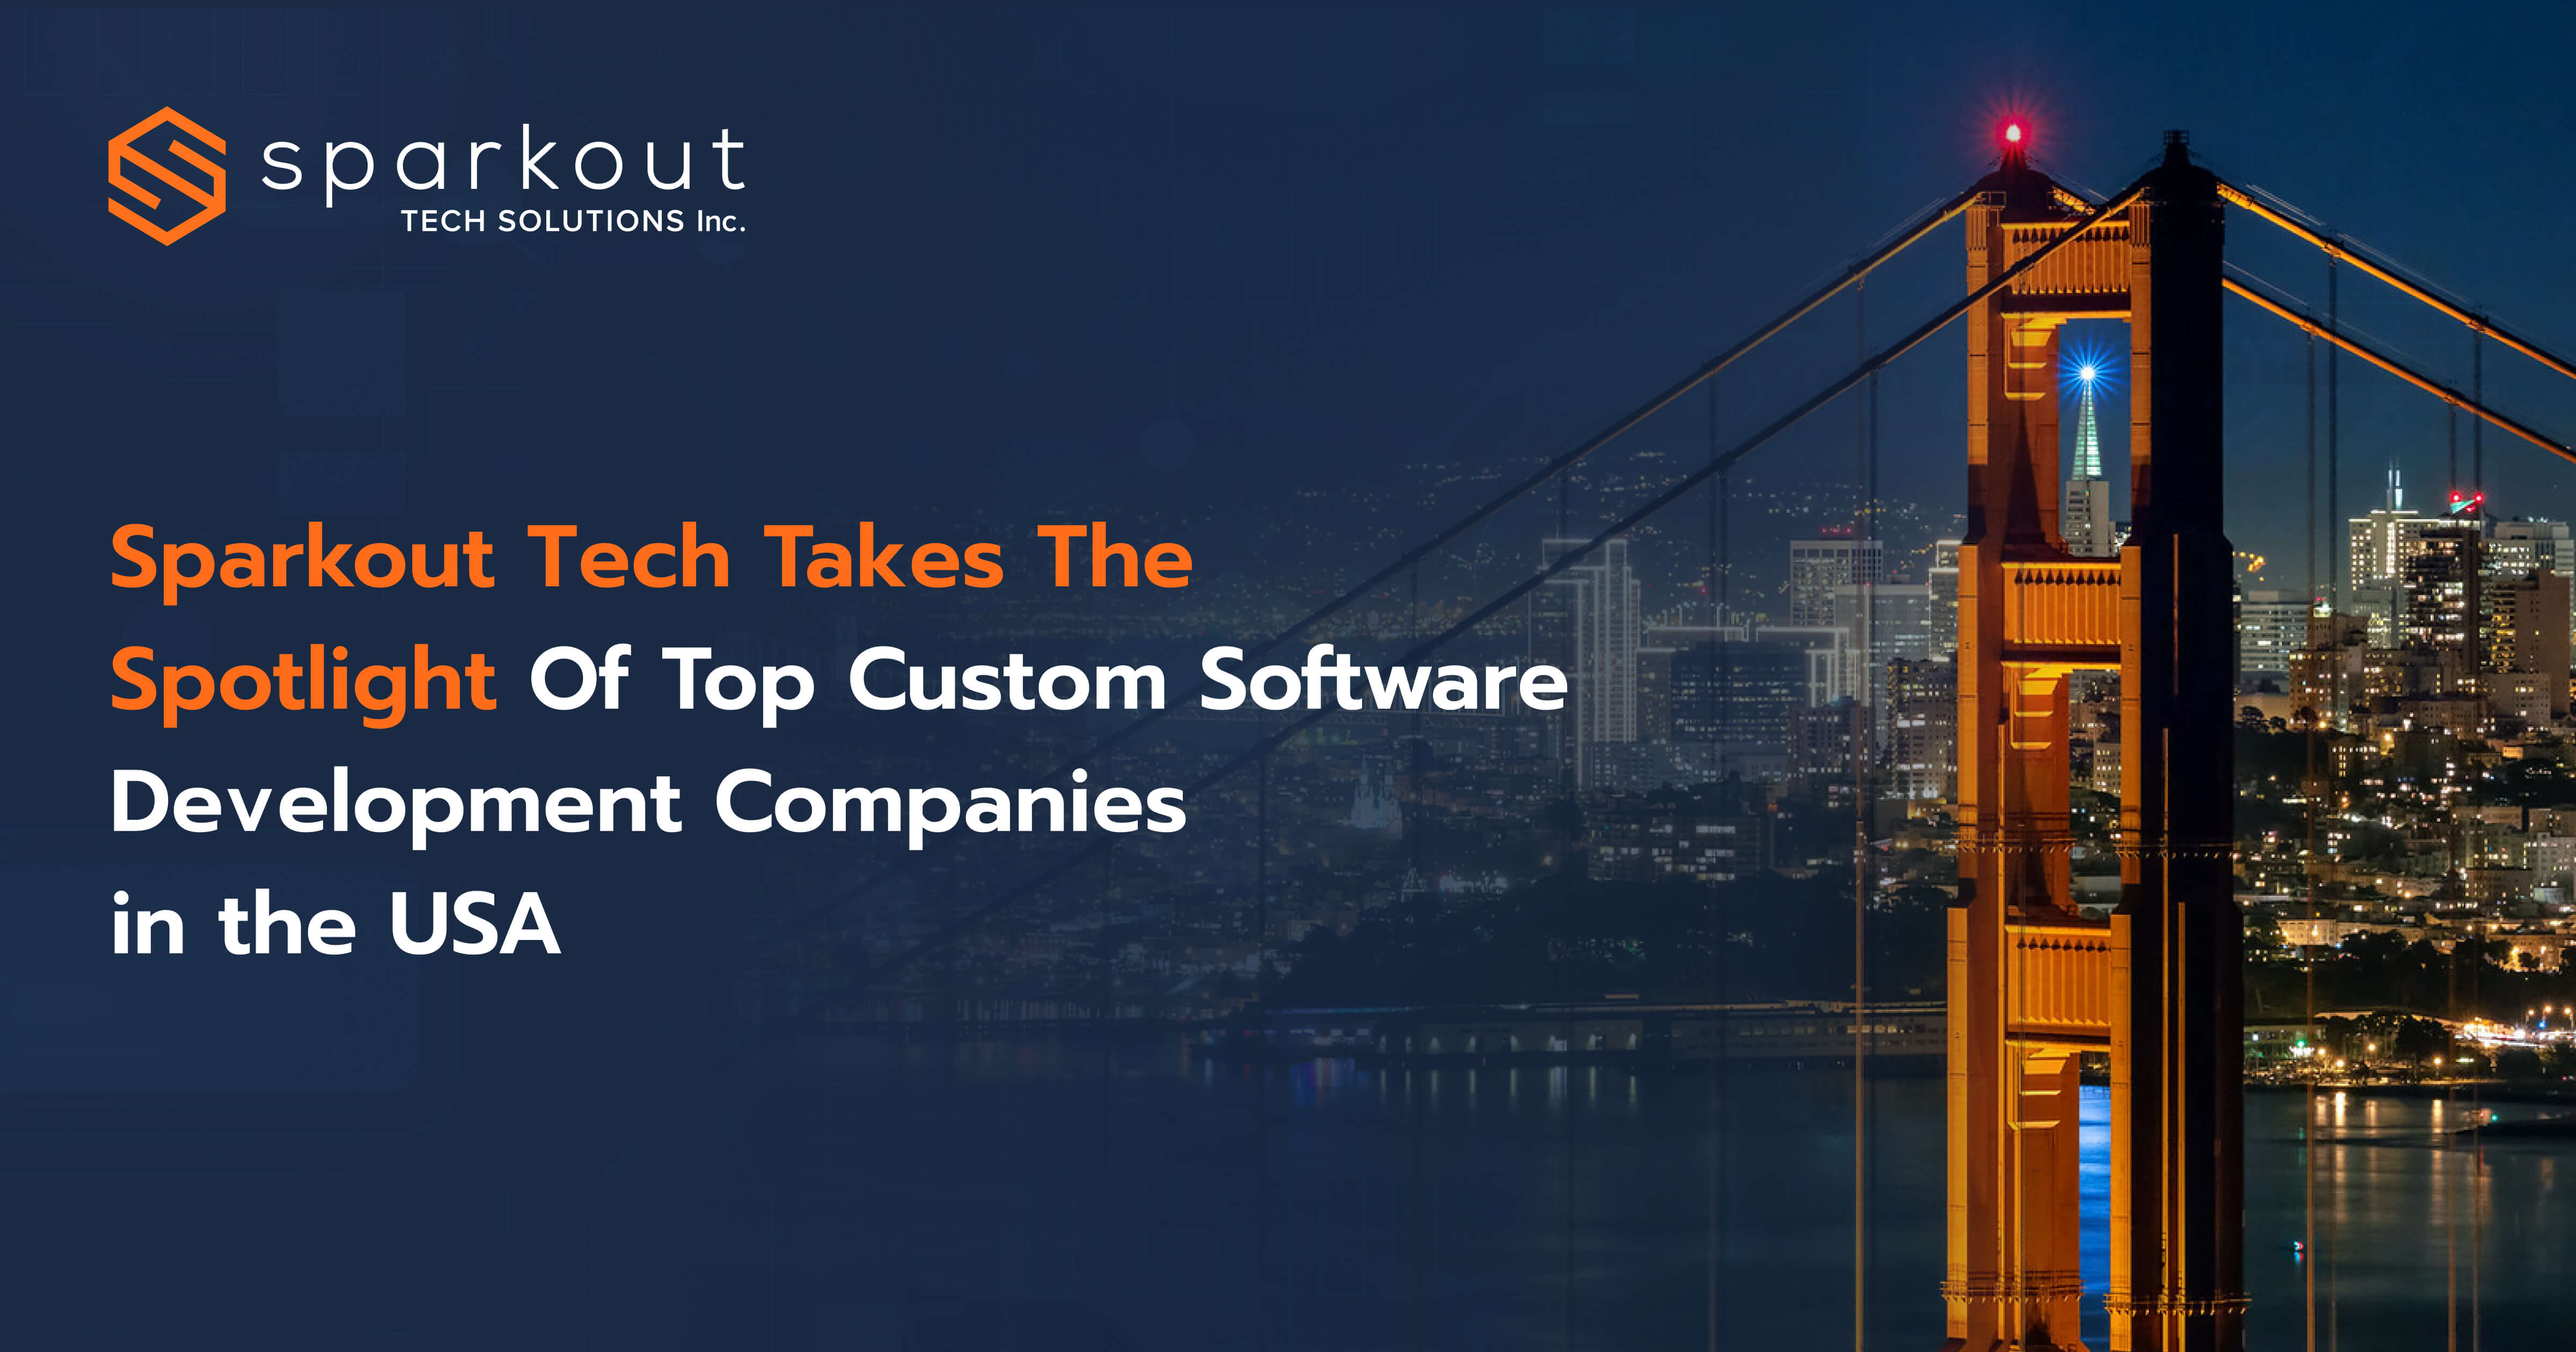 sparkout
TECH SOLUTIONS Inc.
Sparkout Tech Takes The
Spotlight Of Top Custom Software
Development Companies
in the USA